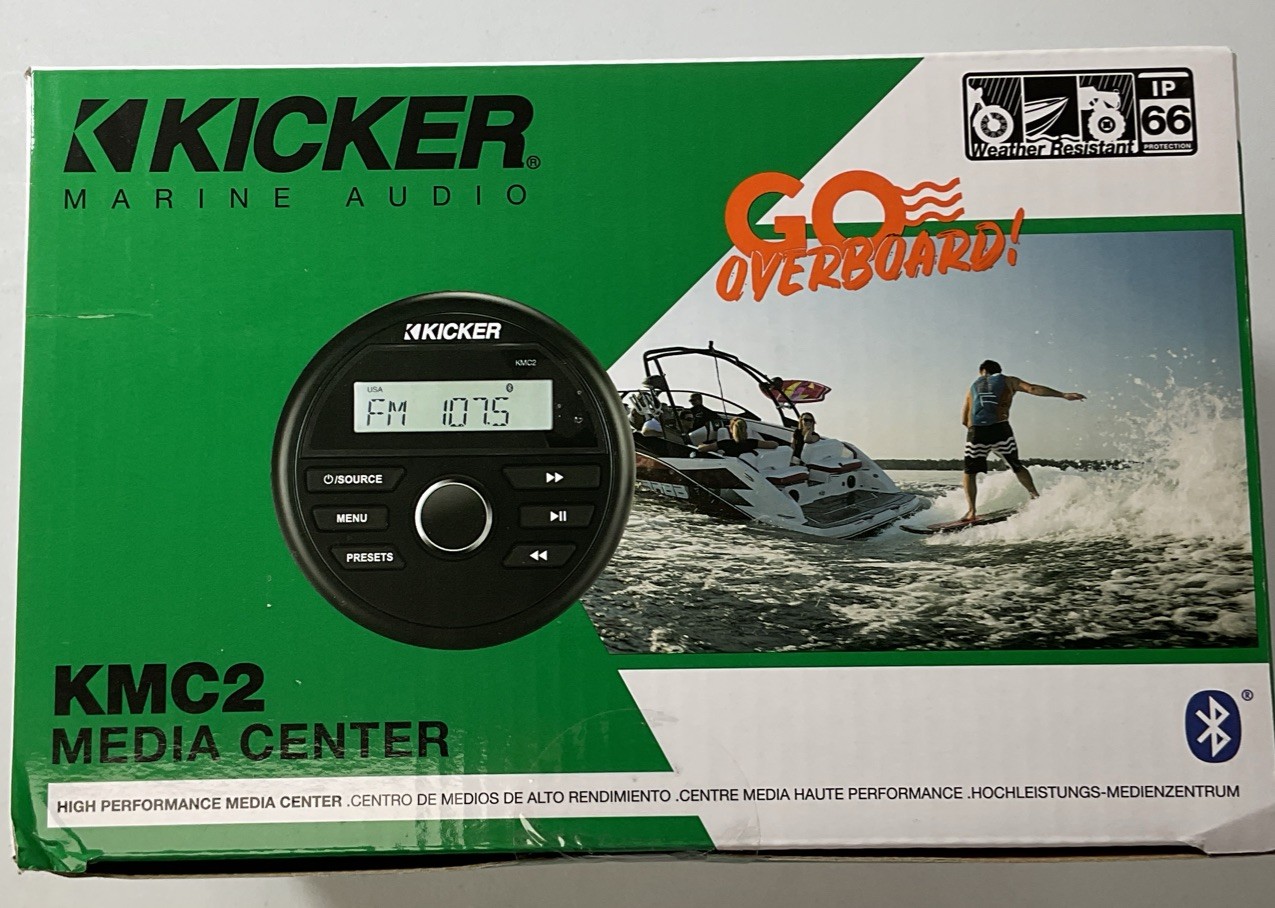 KICKER®
MARINE AUDIO
IP
66
PROTECTION
Weather Resistant
GO
OVERBOARD!
KICKER
KMC2
USA
FM 107.5
/SOURCE
MENU
PRESETS
KMC2
MEDIA CENTER
®
HIGH PERFORMANCE MEDIA CENTER .CENTRO DE MEDIOS DE ALTO RENDIMIENTO .CENTRE MEDIA HAUTE PERFORMANCE .HOCHLEISTUNGS-MEDIENZENTRUM